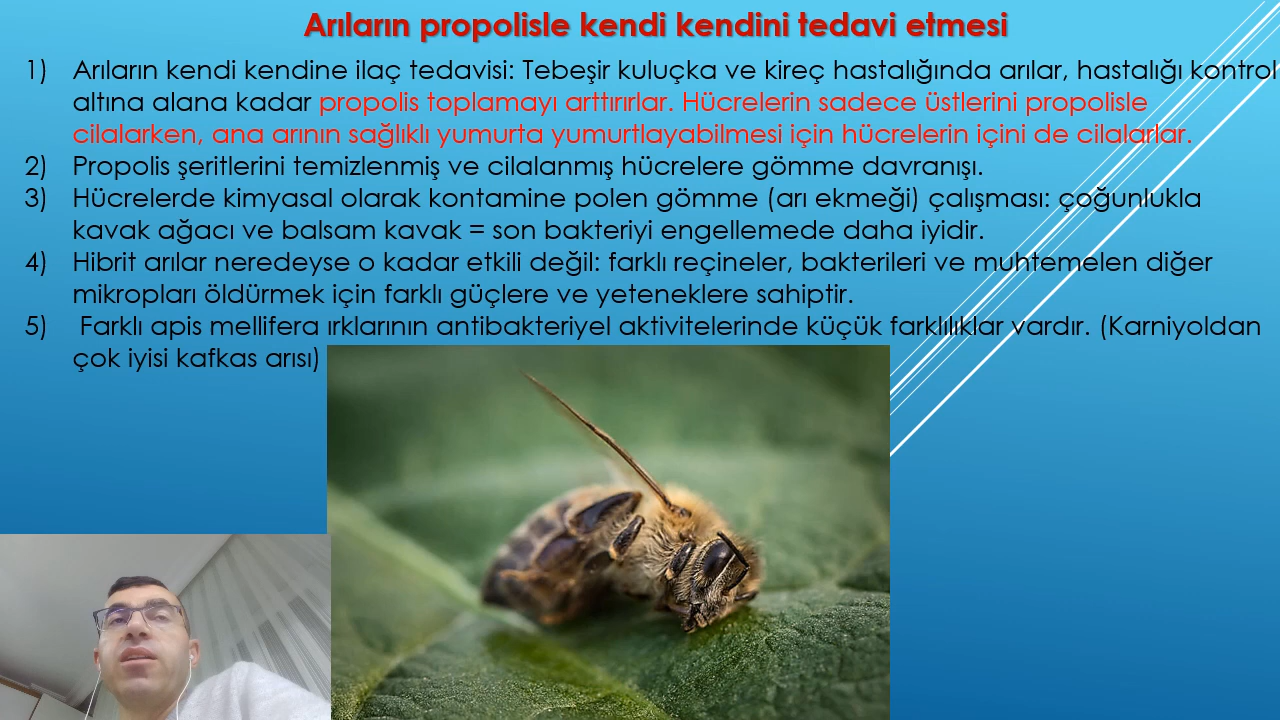 Arıların propolisle kendi kendini tedavi etmesi
1) Arıların kendi kendine ilaç tedavisi: Tebeşir kuluçka ve kireç hastalığında arılar, hastalığı kontrol
altına alana kadar propolis toplamayı arttırırlar. Hücrelerin sadece üstlerini propolisle
cilalarken, ana arının sağlıklı yumurta yumurtlayabilmesi için hücrelerin içini de cilalarlar.
2) Propolis şeritlerini temizlenmiş ve cilalanmış hücrelere gömme davranışı.
3) Hücrelerde kimyasal olarak kontamine polen gömme (arı ekmeği) çalışması: çoğunlukla
kavak ağacı ve balsam kavak = son bakteriyi engellemede daha iyidir.
4) Hibrit arılar neredeyse o kadar etkili değil: farklı reçineler, bakterileri ve muhtemelen diğer
mikropları öldürmek için farklı güçlere ve yeteneklere sahiptir.
5) Farklı apis mellifera ırklarının antibakteriyel aktivitelerinde küçük farklılıklar vardır. (Karniyoldan
çok iyisi kafkas arısı)